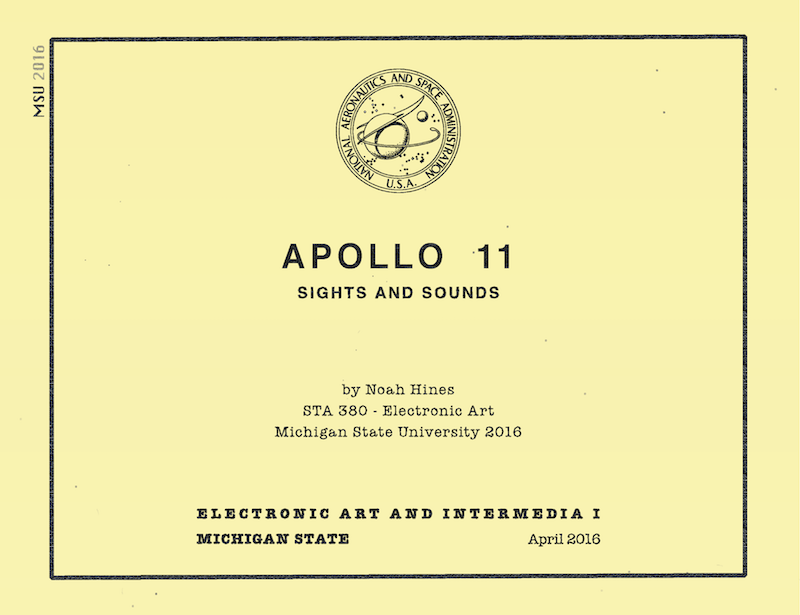 MSU 2016
NATIONAL AERONAUTICS AND SPACE ADMINISTRATION
U.S.A.
APOLLO 11
SIGHTS AND SOUNDS
by Noah Hines
STA 380 - Electronic Art
Michigan State University 2016
ELECTRONIC ART AND INTERMEDIA I
MICHIGAN STATE April 2016